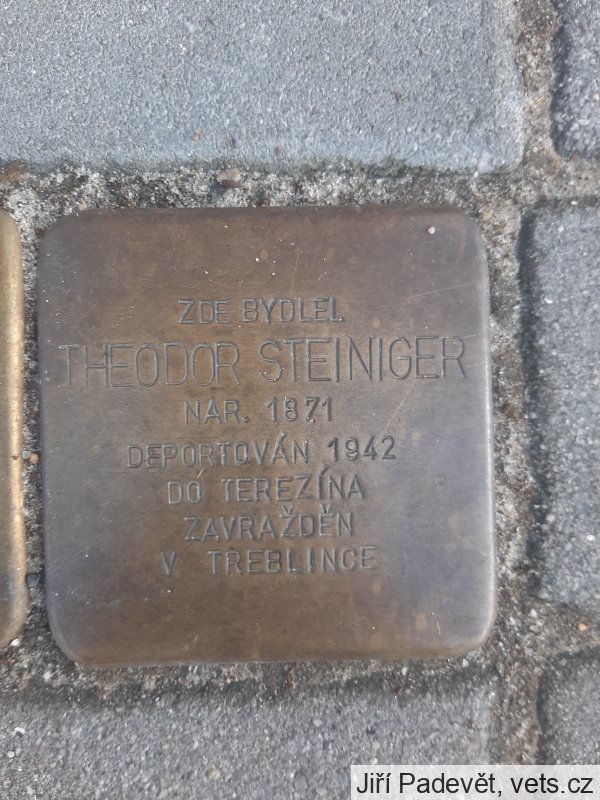 ZDE BYDLEL
THEODOR STEINIGER
NAR. 1871
DEPORTOVÁN 1942
DO TEREZÍNA
ZAVRAŽDĚN
V TREBLINCE
Jiří Padevět, vets.cz